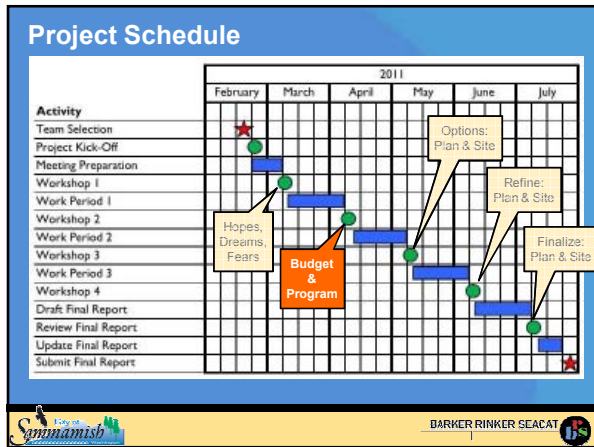 Project Schedule
2011
February March April May June July
Activity
Team Selection
Project Kick-Off
Meeting Preparation
Workshop 1
Work Period 1
Workshop 2
Work Period 2
Workshop 3
Work Period 3
Workshop 4
Draft Final Report
Review Final Report
Update Final Report
Submit Final Report
Hopes,
Dreams,
Fears
Budget
&
Program
Options:
Plan & Site
Refine:
Plan & Site
Finalize:
Plan & Site
City of
Sammamish
BARKER RINKER SEACAT
brs